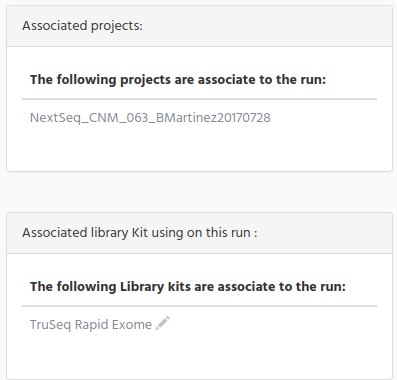 Associated projects:
The following projects are associate to the run:
NextSeq_CNM_063_BMartinez20170728
Associated library Kit using on this run :
The following Library kits are associate to the run:
TruSeq Rapid Exome